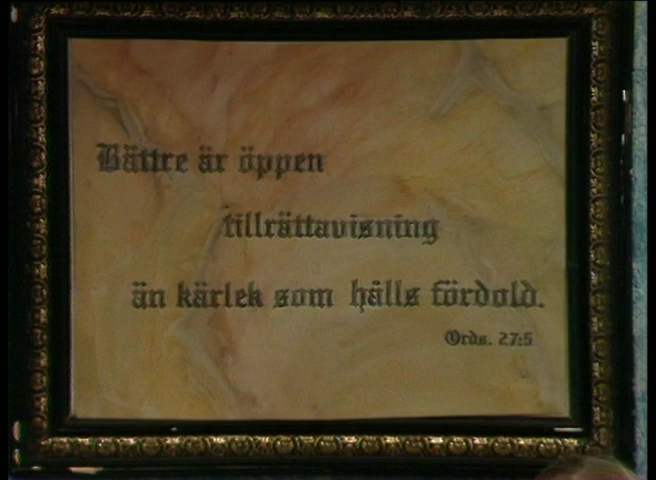 Bättre är öppen
tillrättavisning
än kärlek som hålls fördold.
Ords. 27:5